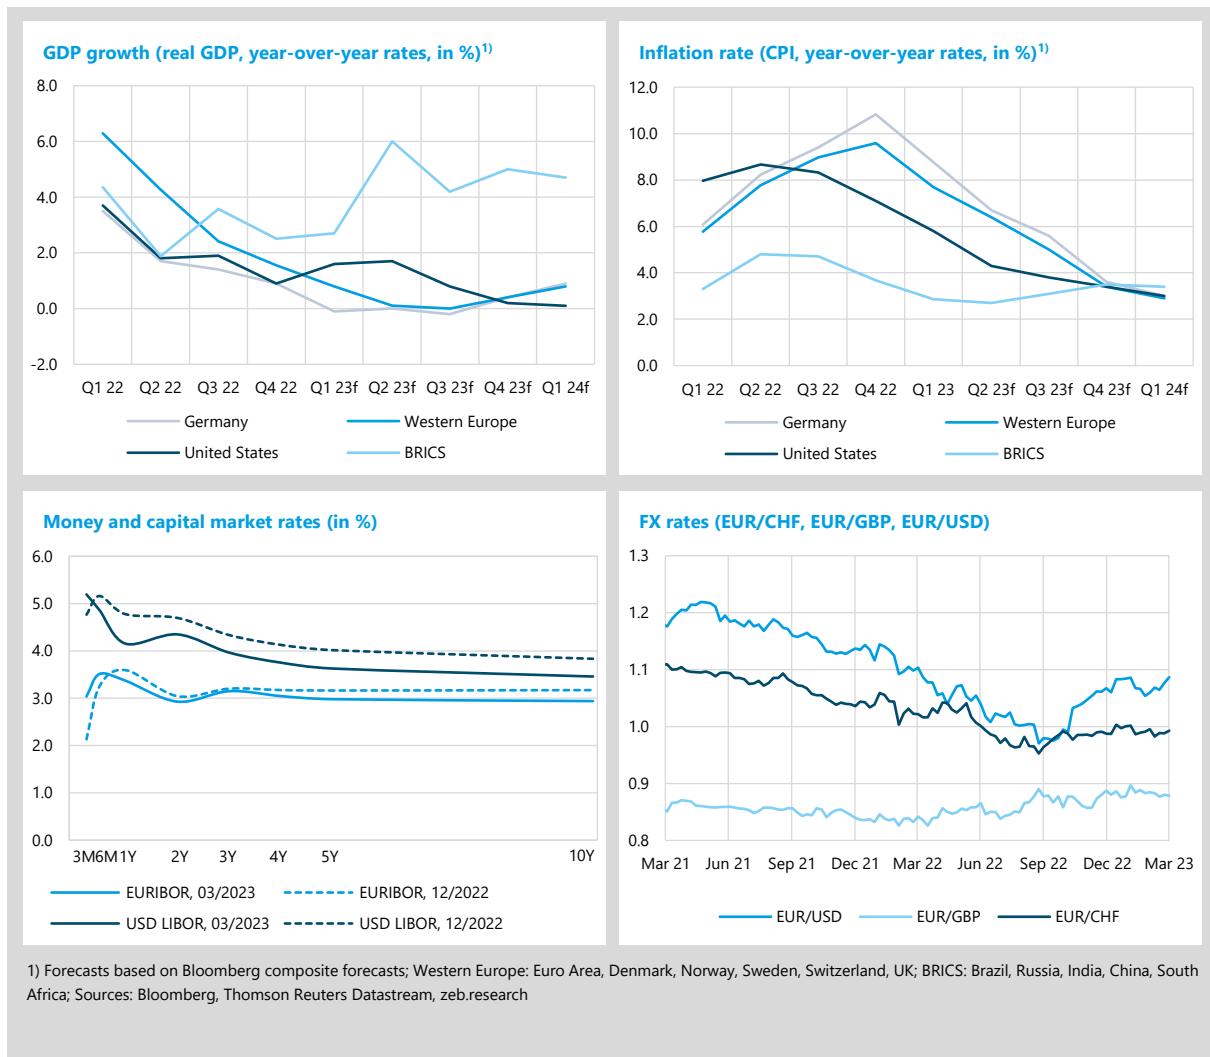 GDP growth (real GDP, year-over-year rates, in %)1)
8.0
6.0
4.0
2.0
0.0
-2.0
Q1 22 Q2 22 Q3 22 Q4 22 Q1 23f Q2 23f Q3 23f Q4 23f Q1 24f
Germany Western Europe
United States BRICS
Inflation rate (CPI, year-over-year rates, in %)1)
12.0
10.0
8.0
6.0
4.0
2.0
0.0
Q1 22 Q2 22 Q3 22 Q4 22 Q1 23 Q2 23f Q3 23f Q4 23f Q1 24f
Germany Western Europe
United States BRICS
Money and capital market rates (in %)
6.0
5.0
4.0
3.0
2.0
1.0
0.0
3M 6M 1Y 2Y 3Y 4Y 5Y 10Y
EURIBOR, 03/2023 EURIBOR, 12/2022
USD LIBOR, 03/2023 USD LIBOR, 12/2022
FX rates (EUR/CHF, EUR/GBP, EUR/USD)
1.3
1.2
1.1
1.0
0.9
0.8
Mar 21 Jun 21 Sep 21 Dec 21 Mar 22 Jun 22 Sep 22 Dec 22 Mar 23
EUR/USD EUR/GBP EUR/CHF
1) Forecasts based on Bloomberg composite forecasts; Western Europe: Euro Area, Denmark, Norway, Sweden, Switzerland, UK; BRICS: Brazil, Russia, India, China, South
Africa; Sources: Bloomberg, Thomson Reuters Datastream, zeb.research